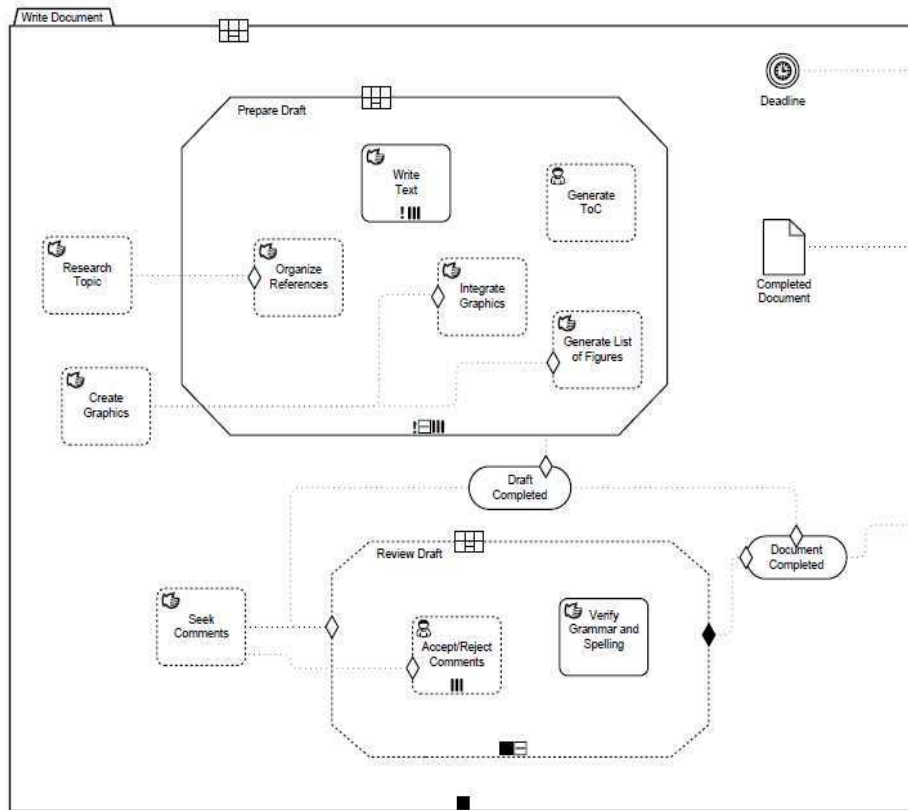 Write Document
Deadline
Prepare Draft
Write
Text
Generate
ToC
Research
Topic
Organize
References
Integrate
Graphics
Completed
Document
Generate List
of Figures
Create
Graphics
Draft
Completed
Review Draft
Document
Completed
Seek
Comments
Accept/Reject
Comments
Verify
Grammar and
Spelling